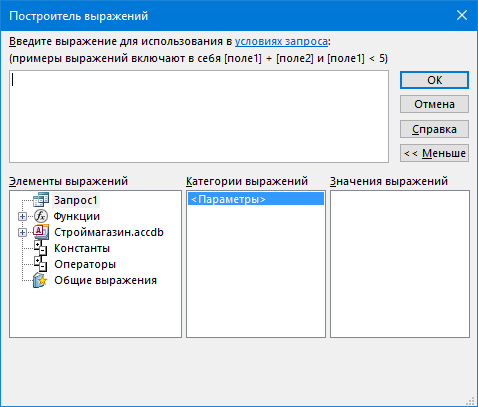 Построитель выражений
Введите выражение для использования в условиях запроса:
(примеры выражений включают в себя [поле1] + [поле2] и [поле1] < 5)
ОК
Отмена
Справка
<< Меньше
Элементы выражений
Категории выражений
Значения выражений
Запрос1
Функции
Строймагазин.accdb
Константы
Операторы
Общие выражения
<Параметры>